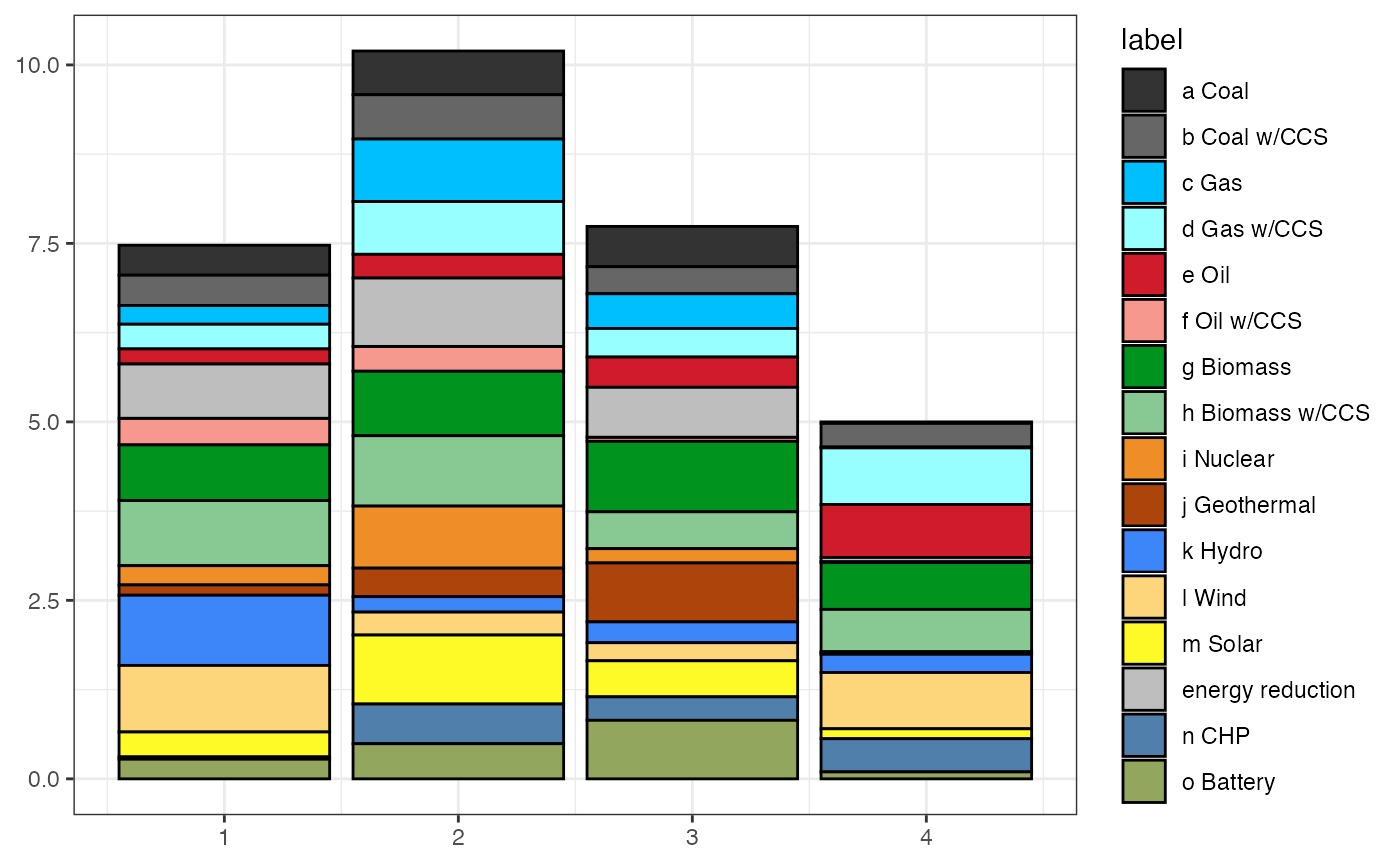 10.0
7.5
5.0
2.5
0.0
1 2 3 4
label
a Coal
b Coal w/CCS
c Gas
d Gas w/CCS
e Oil
f Oil w/CCS
g Biomass
h Biomass w/CCS
i Nuclear
j Geothermal
k Hydro
l Wind
m Solar
energy reduction
n CHP
o Battery